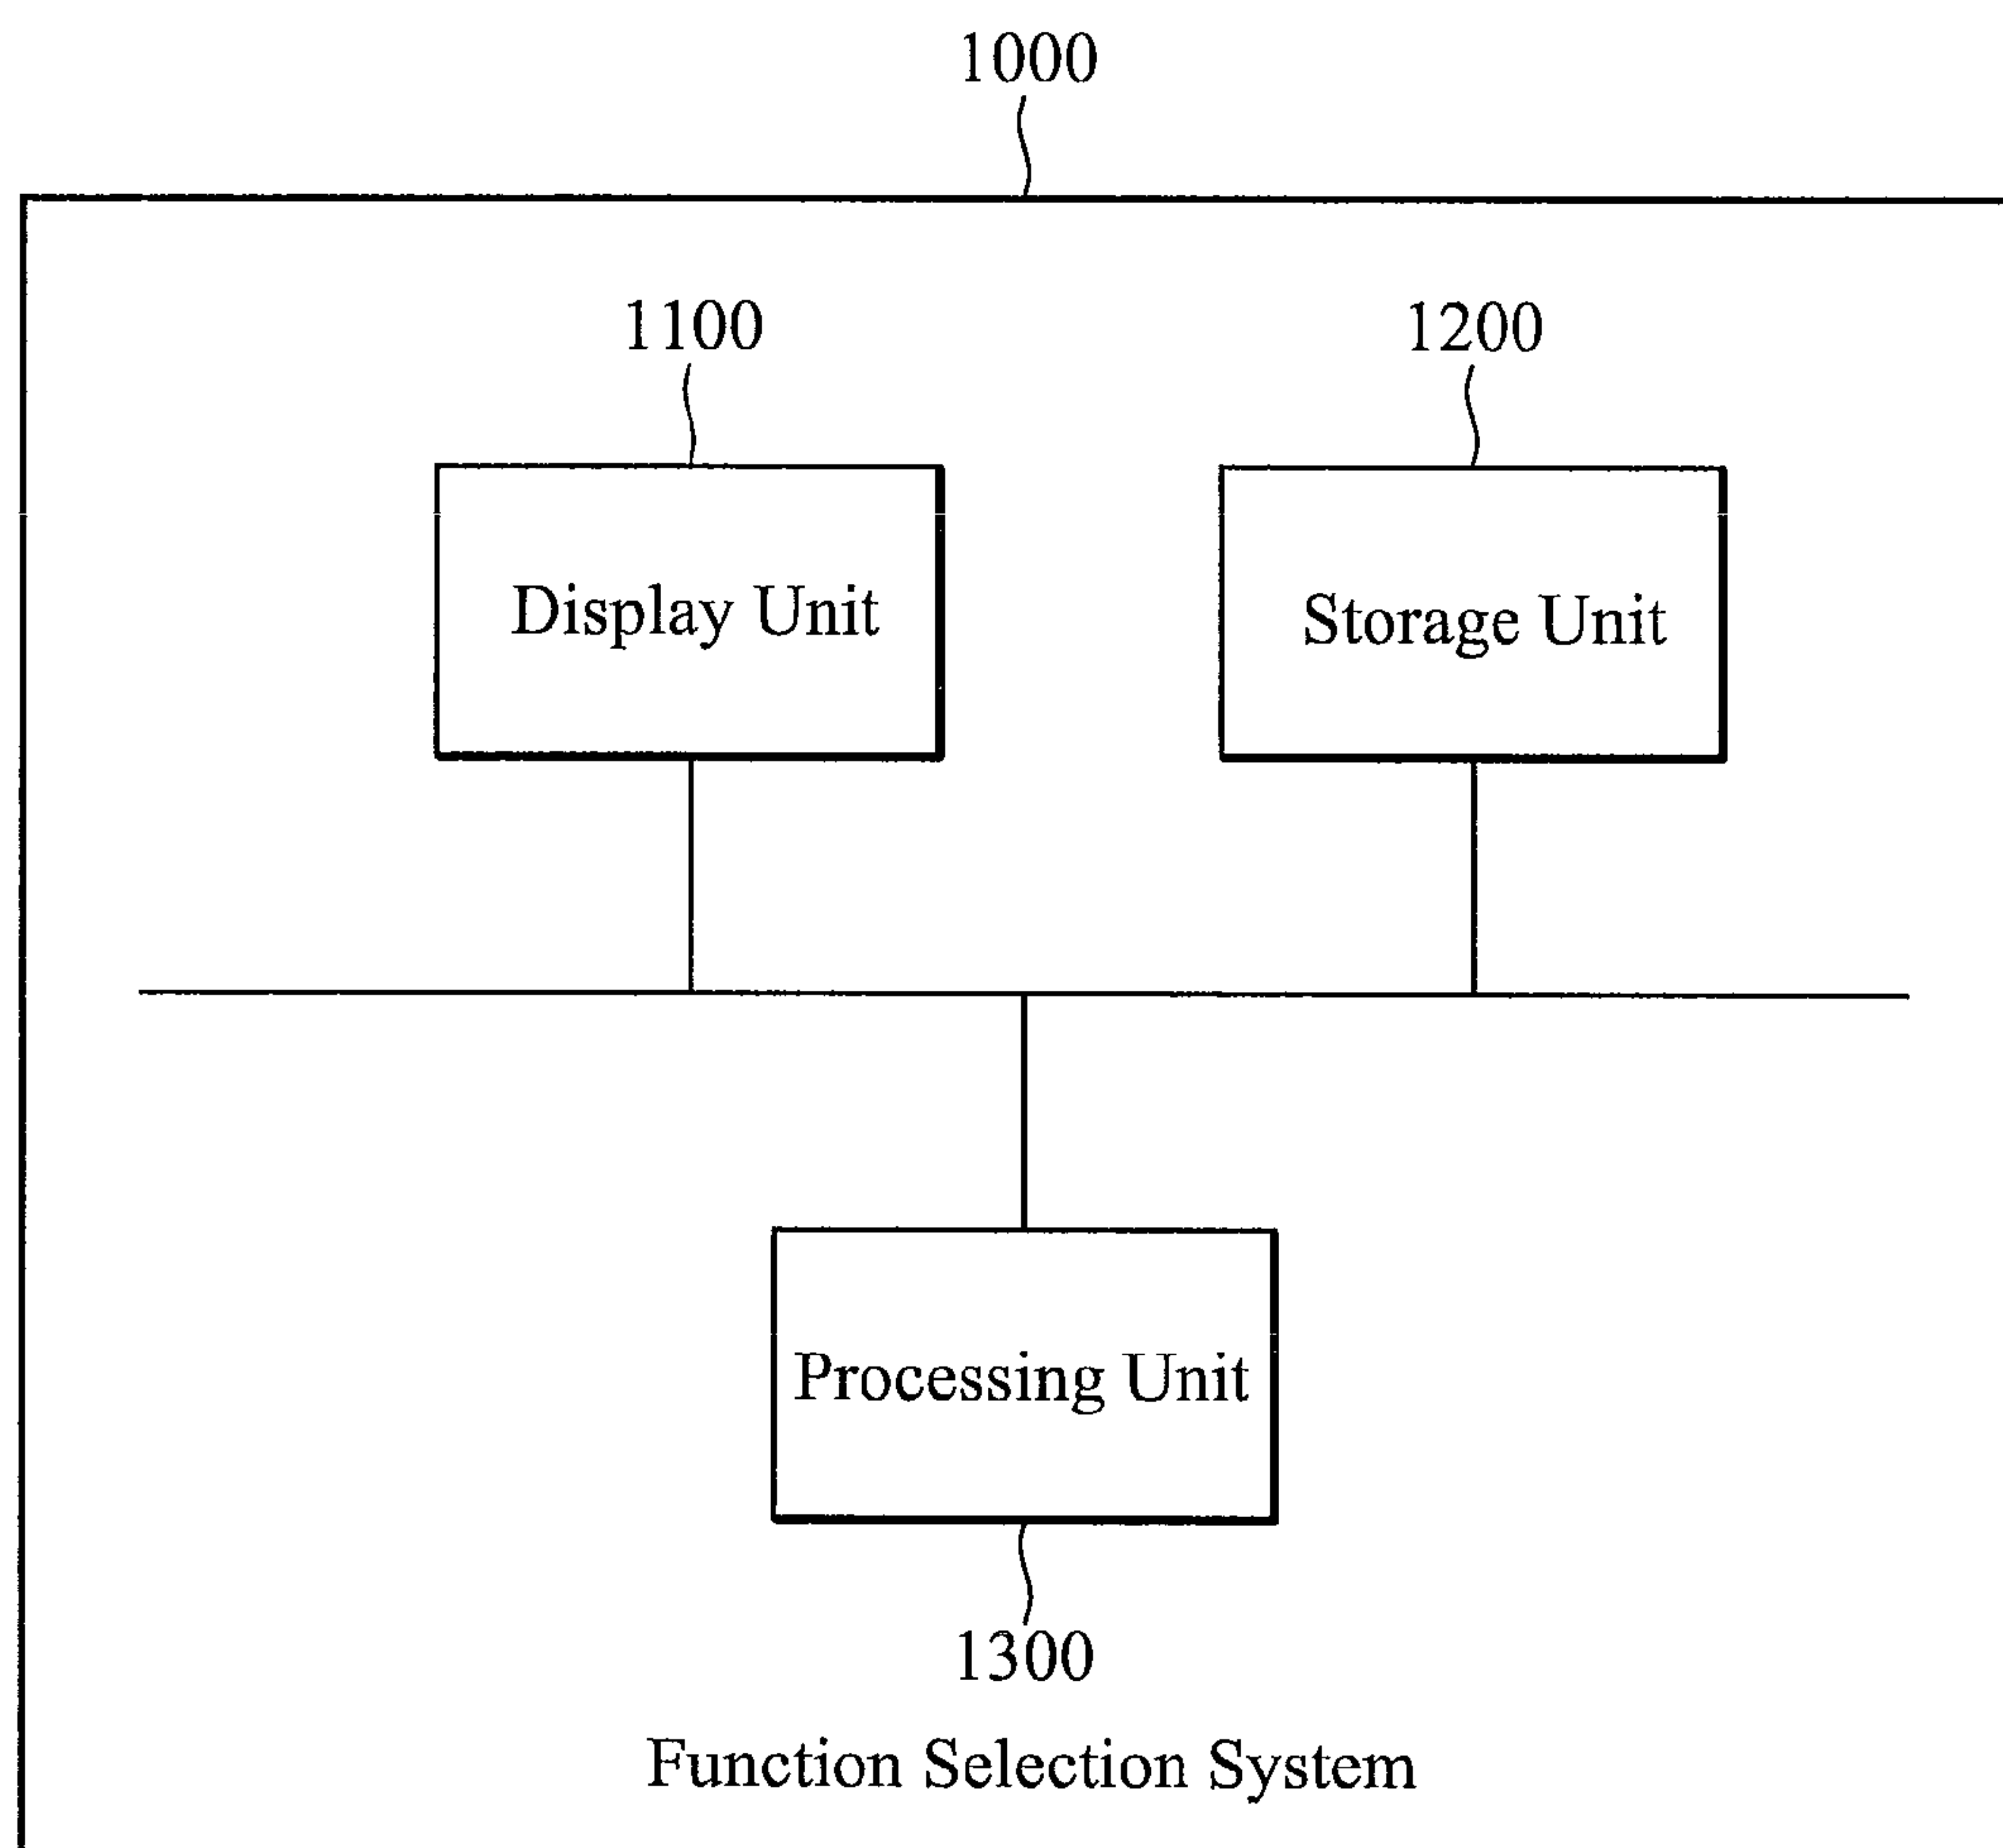 1000
1100
1200
Display Unit
Storage Unit
Processing Unit
1300
Function Selection System